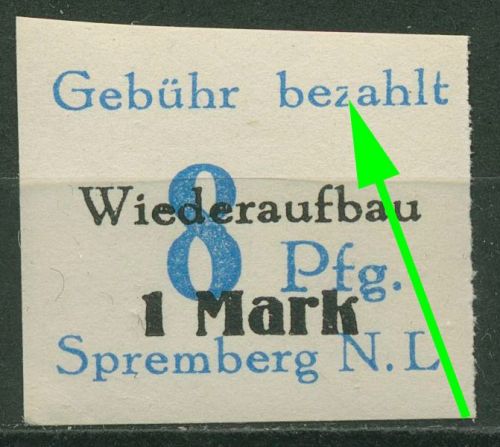 Gebühr bezahlt
Wiederaufbau
8 Pfg.
1 Mark
Spremberg N.L